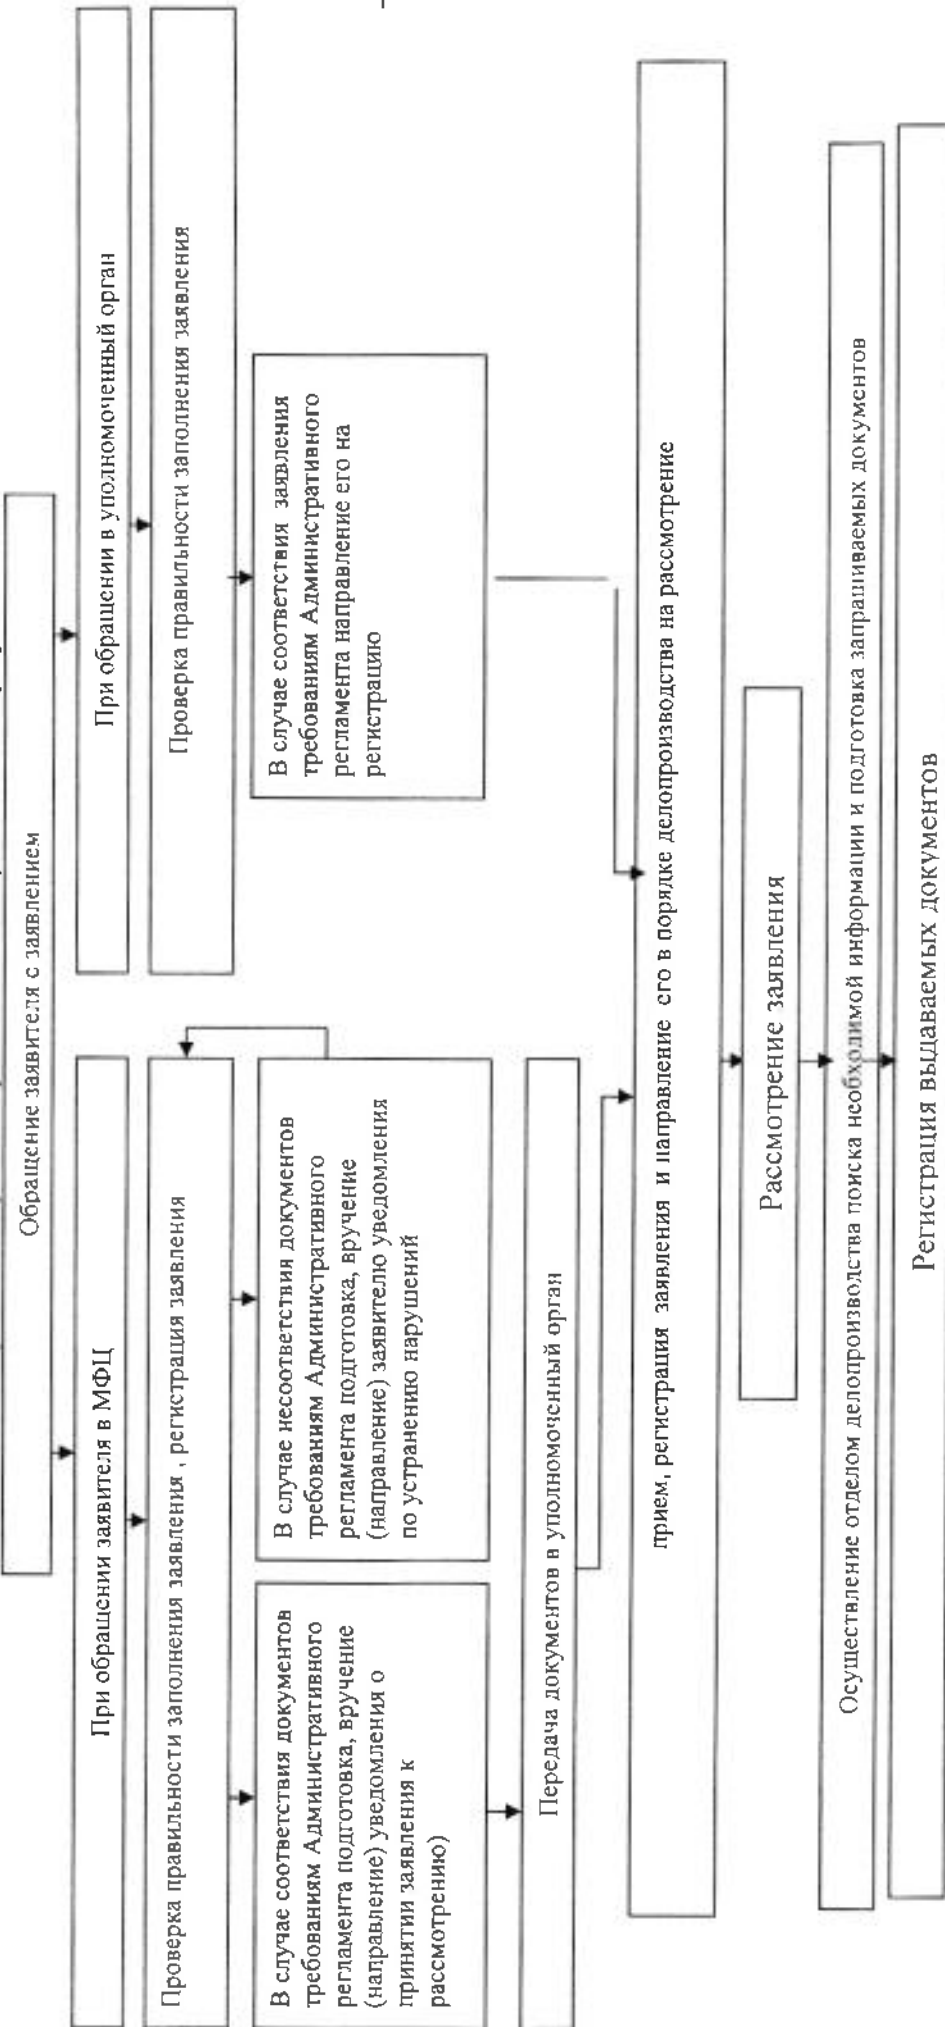 Обращение заявителя с заявлением
При обращении заявителя в МФЦ
При обращении в уполномоченный орган
Проверка правильности заполнения заявления , регистрация заявления
Проверка правильности заполнения заявления
В случае соответствия документов
требованиям Административного
регламента подготовка, вручение
(направление) уведомления о
принятии заявления к
рассмотрению)
В случае несоответствия документов
требованиям Административного
регламента подготовка, вручение
(направление) заявителю уведомления
по устранению нарушений
В случае соответствия заявления
требованиям Административного
регламента направление его на
регистрацию
Передача документов в уполномоченный орган
прием, регистрация заявления и направление его в порядке делопроизводства на рассмотрение
Рассмотрение заявления
Осуществление отделом делопроизводства поиска необходимой информации и подготовка запрашиваемых документов
Регистрация выдаваемых документов